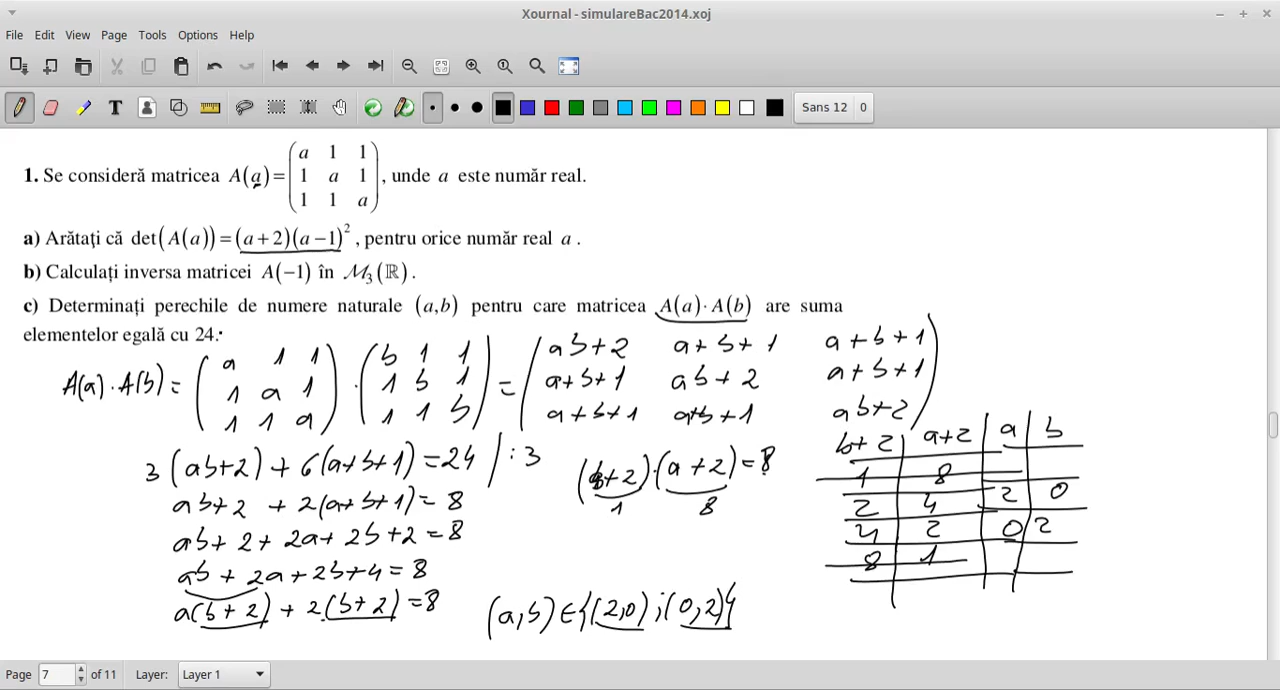 Xournal - simulareBac2014.xoj
File Edit View Page Tools Options Help
T
Sans 12 0
1. Se consideră matricea A(a) = ( a 1 1 ; 1 a 1 ; 1 1 a ), unde a este număr real.
a) Arătați că det(A(a)) = (a+2)(a−1)², pentru orice număr real a.
b) Calculați inversa matricei A(−1) în M₃(ℝ).
c) Determinați perechile de numere naturale (a,b) pentru care matricea A(a)·A(b) are suma
elementelor egală cu 24.
A(a)·A(b) = ( a 1 1 ; 1 a 1 ; 1 1 a ) · ( b 1 1 ; 1 b 1 ; 1 1 b ) = ( ab+2 a+b+1 a+b+1 ; a+b+1 ab+2 a+b+1 ; a+b+1 a+b+1 ab+2 )
3(ab+2)+6(a+b+1)=24 / :3
ab+2 + 2(a+b+1)=8
ab+2+2a+2b+2=8
ab+2a+2b+4=8
a(b+2)+2(b+2)=8
(b+2)·(a+2)=8
1 8
b+2 a+2 a b
1 8
2 4 2 0
4 2 0 2
8 1
(a,b)∈{(2,0);(0,2)}
Page 7 of 11 Layer: Layer 1